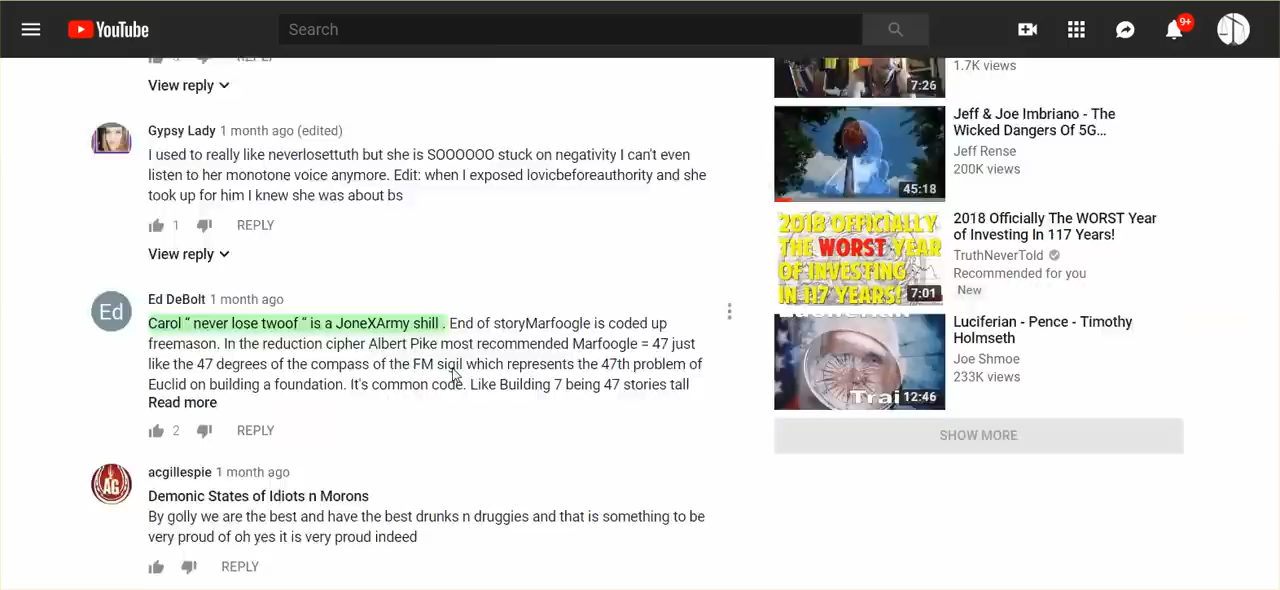 YouTube
Search
9+
REPLY
View reply
Gypsy Lady 1 month ago (edited)
I used to really like neverlosettuth but she is SOOOOOO stuck on negativity I can't even
listen to her monotone voice anymore. Edit: when I exposed lovicbeforeauthority and she
took up for him I knew she was about bs
1 REPLY
View reply
Ed
Ed DeBolt 1 month ago
Carol “ never lose twoof “ is a JoneXArmy shill . End of storyMarfoogle is coded up
freemason. In the reduction cipher Albert Pike most recommended Marfoogle = 47 just
like the 47 degrees of the compass of the FM sigil which represents the 47th problem of
Euclid on building a foundation. It's common code. Like Building 7 being 47 stories tall
Read more
2 REPLY
AG
acgillespie 1 month ago
Demonic States of Idiots n Morons
By golly we are the best and have the best drunks n druggies and that is something to be
very proud of oh yes it is very proud indeed
REPLY
7:26
1.7K views
45:18
Jeff & Joe Imbriano - The
Wicked Dangers Of 5G...
Jeff Rense
200K views
2018 OFFICIALLY
THE WORST YEAR
OF INVESTING
IN 117 YEARS!
7:01
2018 Officially The WORST Year
of Investing In 117 Years!
TruthNeverTold
Recommended for you
New
Trai
12:46
Luciferian - Pence - Timothy
Holmseth
Joe Shmoe
233K views
SHOW MORE